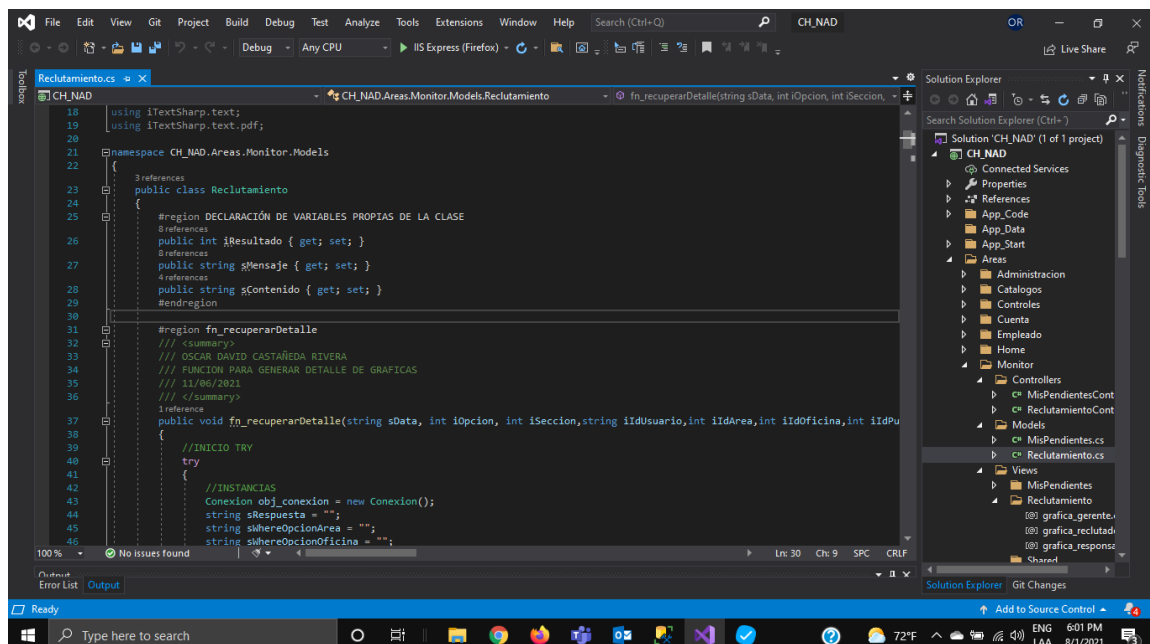 File Edit View Git Project Build Debug Test Analyze Tools Extensions Window Help Search (Ctrl+Q) CH_NAD OR
Debug Any CPU IIS Express (Firefox) Live Share
Toolbox
Reclutamiento.cs
CH_NAD CH_NAD.Areas.Monitor.Models.Reclutamiento fn_recuperarDetalle(string sData, int iOpcion, int iSeccion,
18 using iTextSharp.text;
19 using iTextSharp.text.pdf;
20
21 namespace CH_NAD.Areas.Monitor.Models
22 {
3 references
23 public class Reclutamiento
24 {
25 #region DECLARACIÓN DE VARIABLES PROPIAS DE LA CLASE
8 references
26 public int iResultado { get; set; }
8 references
27 public string sMensaje { get; set; }
4 references
28 public string sContenido { get; set; }
29 #endregion
30
31 #region fn_recuperarDetalle
32 /// <summary>
33 /// OSCAR DAVID CASTAÑEDA RIVERA
34 /// FUNCION PARA GENERAR DETALLE DE GRAFICAS
35 /// 11/06/2021
36 /// </summary>
1 reference
37 public void fn_recuperarDetalle(string sData, int iOpcion, int iSeccion,string iIdUsuario,int iIdArea,int iIdOficina,int iIdPu
38 {
39 //INICIO TRY
40 try
41 {
42 //INSTANCIAS
43 Conexion obj_conexion = new Conexion();
44 string sRespuesta = "";
45 string sWhereOpcionArea = "";
46 string sWhereOpcionOficina = "";
100 % No issues found Ln: 30 Ch: 9 SPC CRLF
Output
Error List Output
Solution Explorer
Search Solution Explorer (Ctrl+´)
Solution 'CH_NAD' (1 of 1 project)
CH_NAD
Connected Services
Properties
References
App_Code
App_Data
App_Start
Areas
Administracion
Catalogos
Controles
Cuenta
Empleado
Home
Monitor
Controllers
C# MisPendientesCont
C# ReclutamientoCont
Models
C# MisPendientes.cs
C# Reclutamiento.cs
Views
MisPendientes
Reclutamiento
grafica_gerente.
grafica_reclutad
grafica_responsa
Shared
Solution Explorer Git Changes
Notifications
Diagnostic Tools
Ready Add to Source Control 4
Type here to search 72°F ENG 6:01 PM
LAA 8/1/2021 3